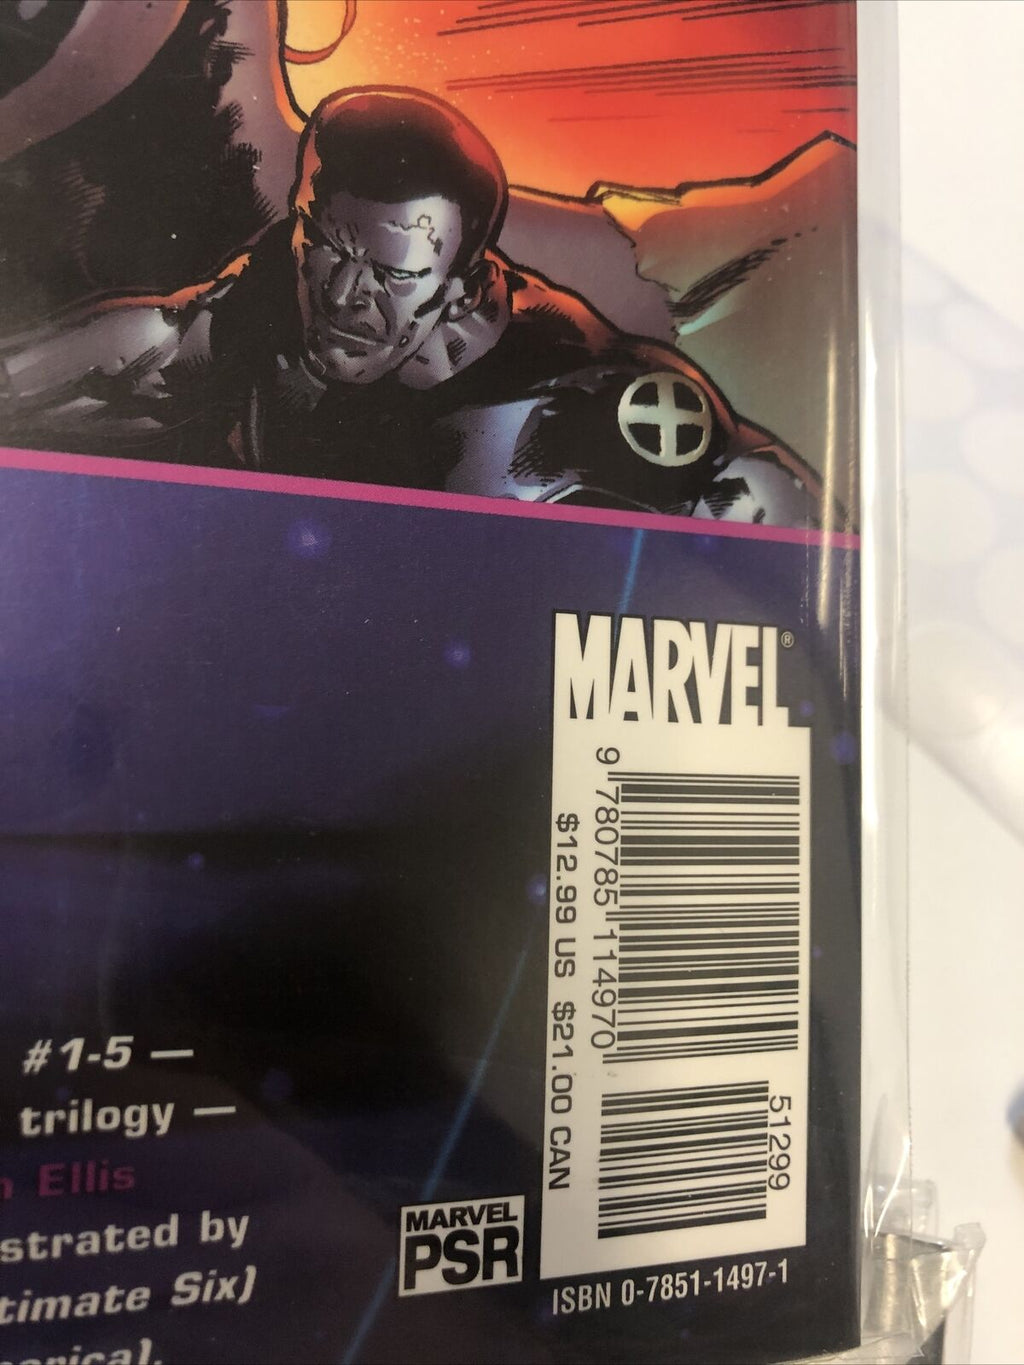 #1-5 —
trilogy —
Ellis
strated by
timate Six)
MARVEL
PSR
MARVEL®
9 780785 114970
$12.99 US $21.00 CAN
51299
ISBN 0-7851-1497-1